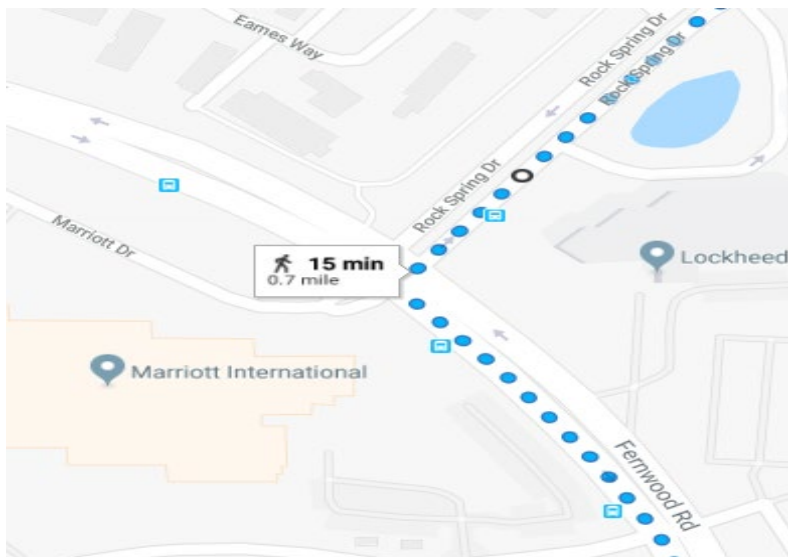 Eames Way
Rock Spring Dr
Rock Spring Dr
Rock Spring Dr
Marriott Dr
15 min
0.7 mile
Lockheed
Marriott International
Fernwood Rd